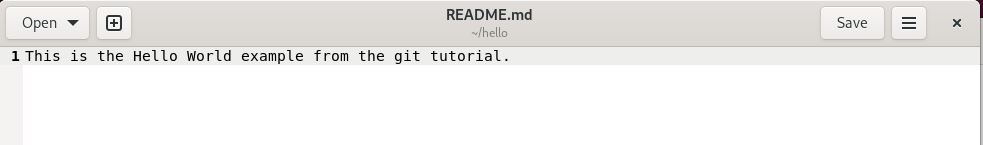 Open
README.md
~/hello
Save
1 This is the Hello World example from the git tutorial.